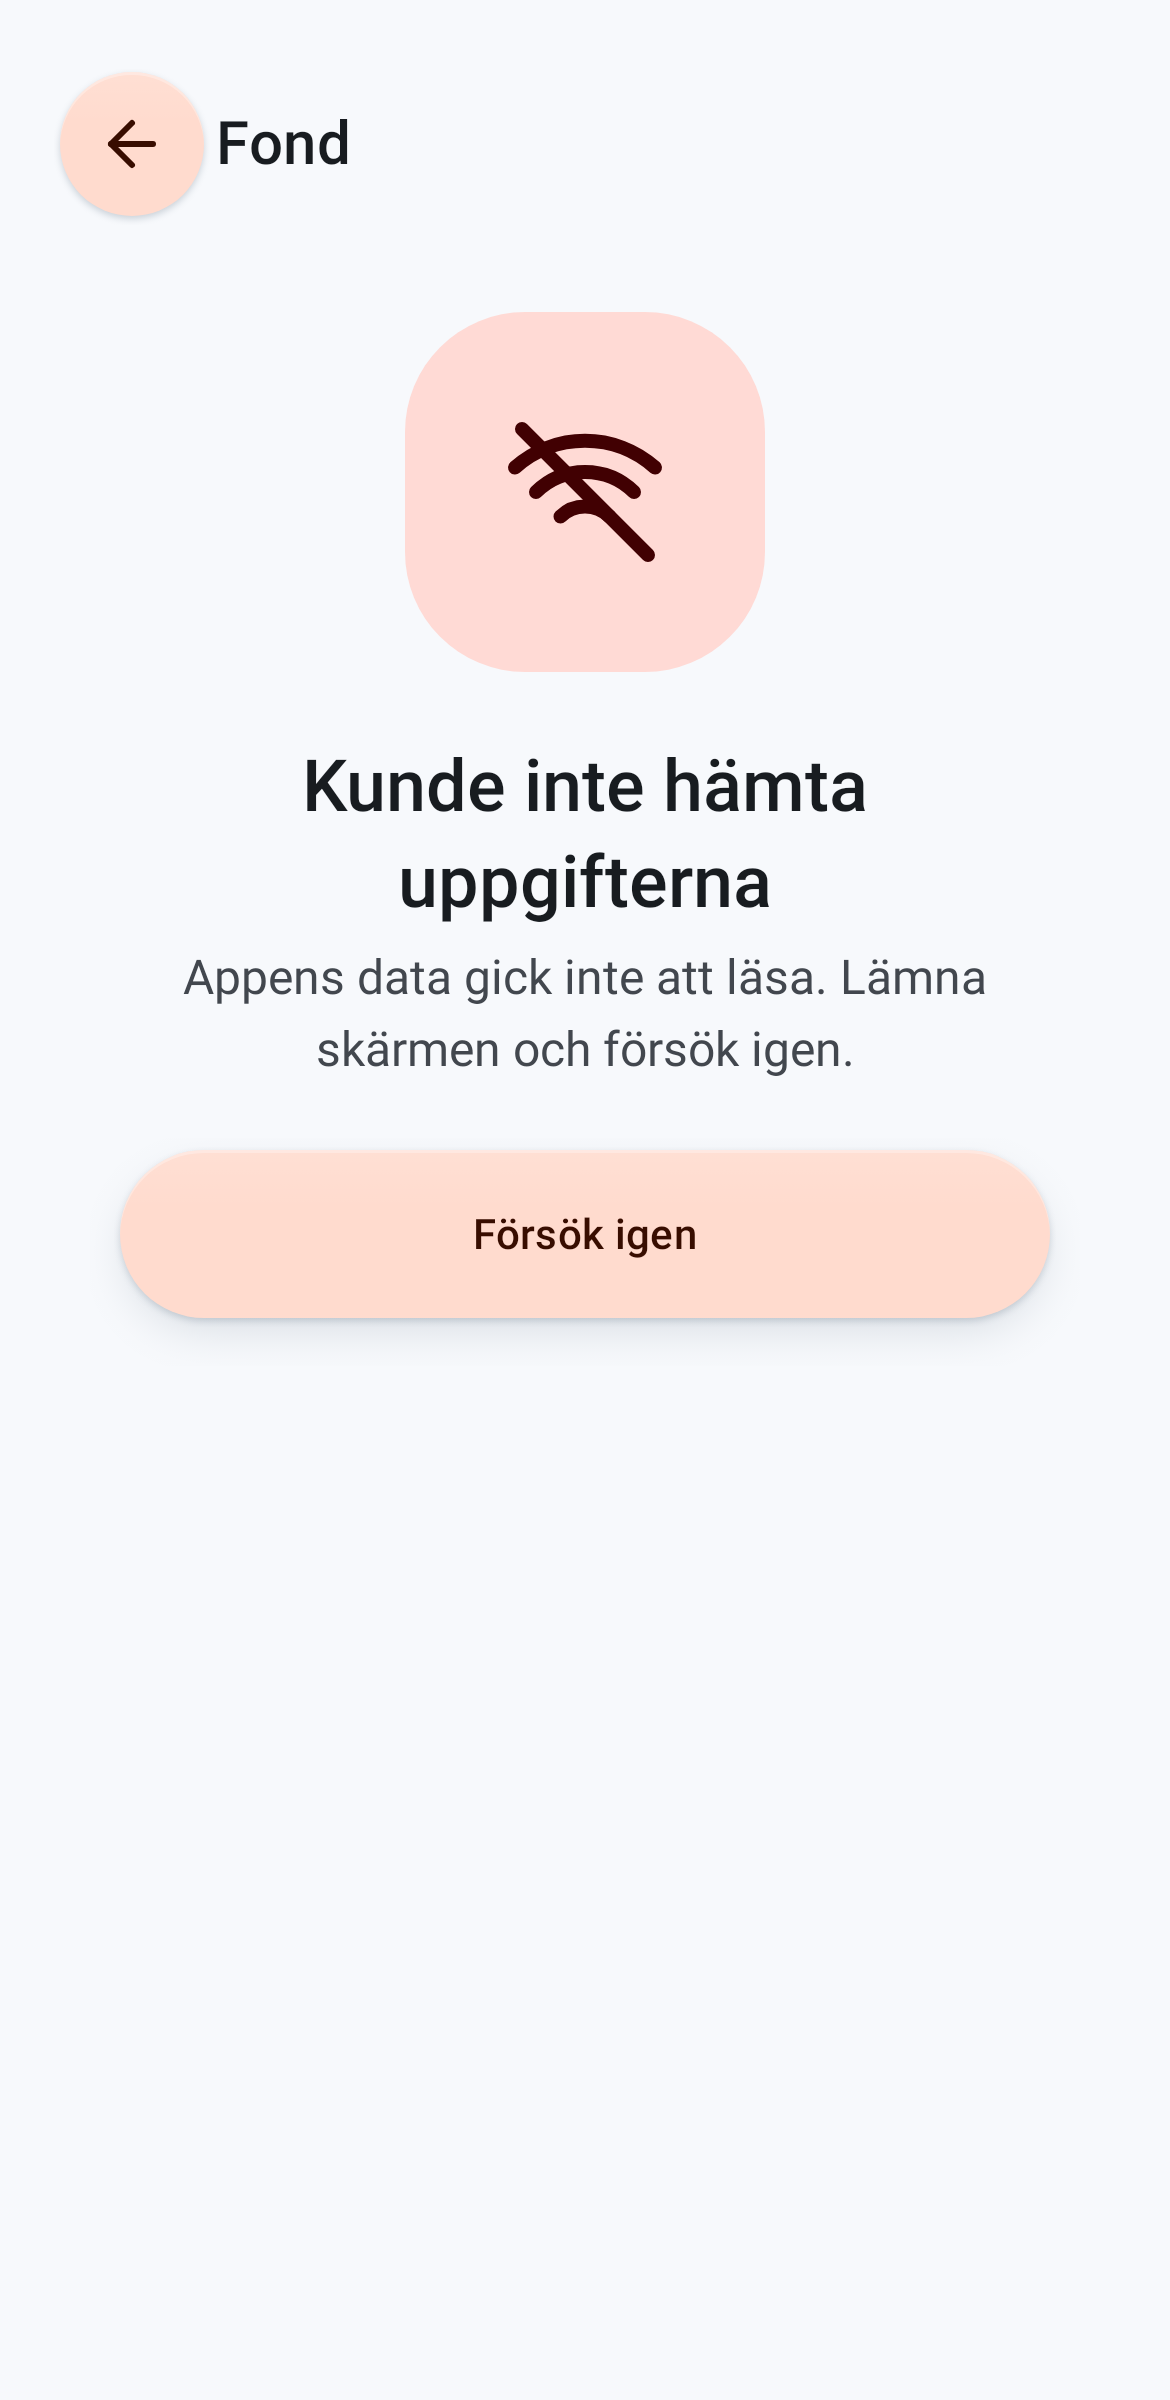 Fond
Kunde inte hämta
uppgifterna
Appens data gick inte att läsa. Lämna
skärmen och försök igen.
Försök igen